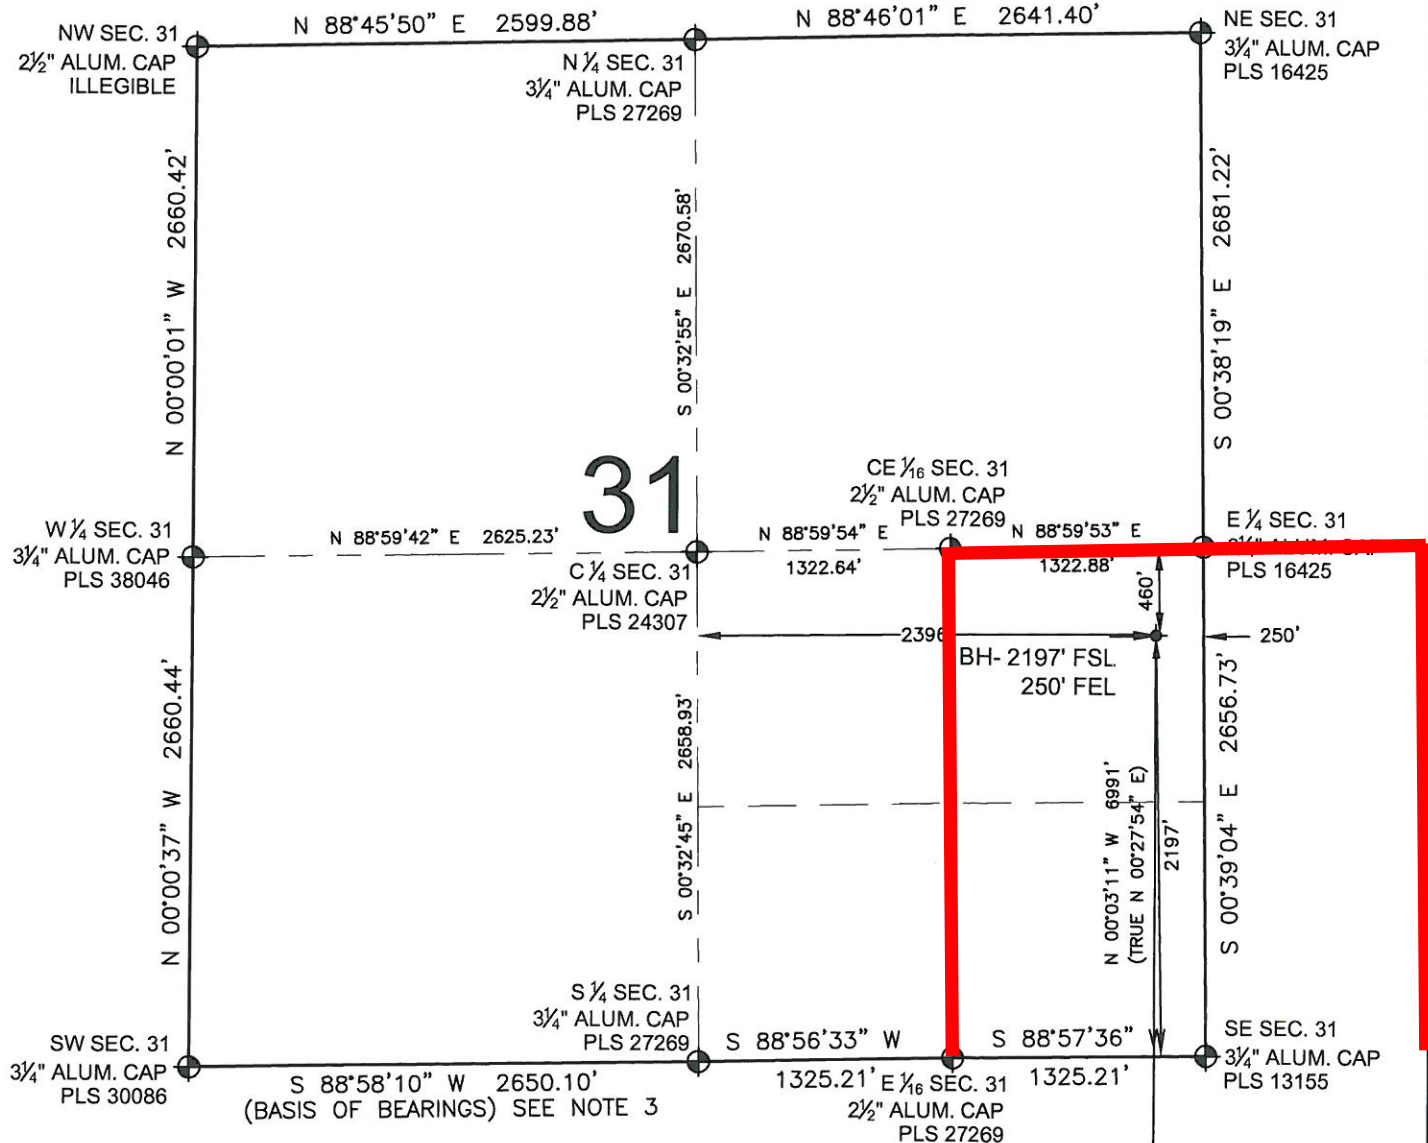 N 88°45'50" E 2599.88'
N 88°46'01" E 2641.40'
NW SEC. 31
2½" ALUM. CAP
ILLEGIBLE
N ¼ SEC. 31
3¼" ALUM. CAP
PLS 27269
NE SEC. 31
3¼" ALUM. CAP
PLS 16425
N 00°00'01" W 2660.42'
S 00°32'55" E 2670.58'
S 00°38'19" E 2681.22'
31
CE 1/16 SEC. 31
2½" ALUM. CAP
PLS 27269
W ¼ SEC. 31
3¼" ALUM. CAP
PLS 38046
N 88°59'42" E 2625.23'
N 88°59'54" E
1322.64'
N 88°59'53" E
1322.88'
E ¼ SEC. 31
ALUM. CAP
PLS 16425
C ¼ SEC. 31
2½" ALUM. CAP
PLS 24307
460'
2396
250'
BH- 2197' FSL
250' FEL
N 00°00'37" W 2660.44'
S 00°32'45" E 2658.93'
N 00°03'11" W 6991'
(TRUE N 00°27'54" E)
2197'
S 00°39'04" E 2656.73'
S ¼ SEC. 31
3¼" ALUM. CAP
PLS 27269
SW SEC. 31
3¼" ALUM. CAP
PLS 30086
S 88°58'10" W 2650.10'
(BASIS OF BEARINGS) SEE NOTE 3
S 88°56'33" W
1325.21'
S 88°57'36"
1325.21'
E 1/16 SEC. 31
2½" ALUM. CAP
PLS 27269
SE SEC. 31
3¼" ALUM. CAP
PLS 13155